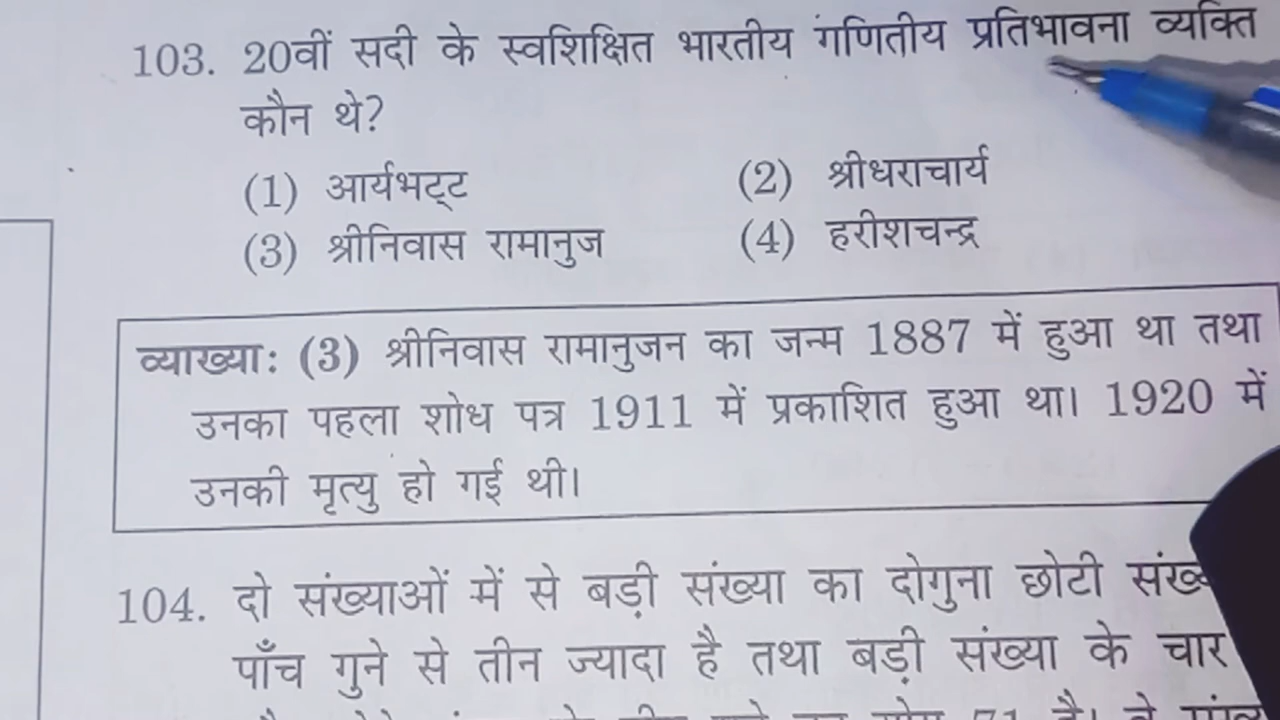 103. 20वीं सदी के स्वशिक्षित भारतीय गंणितीय प्रतिभावना व्यक्ति
कौन थे?
(1) आर्यभट्ट (2) श्रीधराचार्य
(3) श्रीनिवास रामानुज (4) हरीशचन्द्र
व्याख्या: (3) श्रीनिवास रामानुजन का जन्म 1887 में हुआ था तथा
उनका पहला शोध पत्र 1911 में प्रकाशित हुआ था। 1920 में
उनकी मृत्यु हो गई थी।
104. दो संख्याओं में से बड़ी संख्या का दोगुना छोटी
पाँच गुने से तीन ज्यादा है तथा बड़ी संख्या के चार
71 है। वे